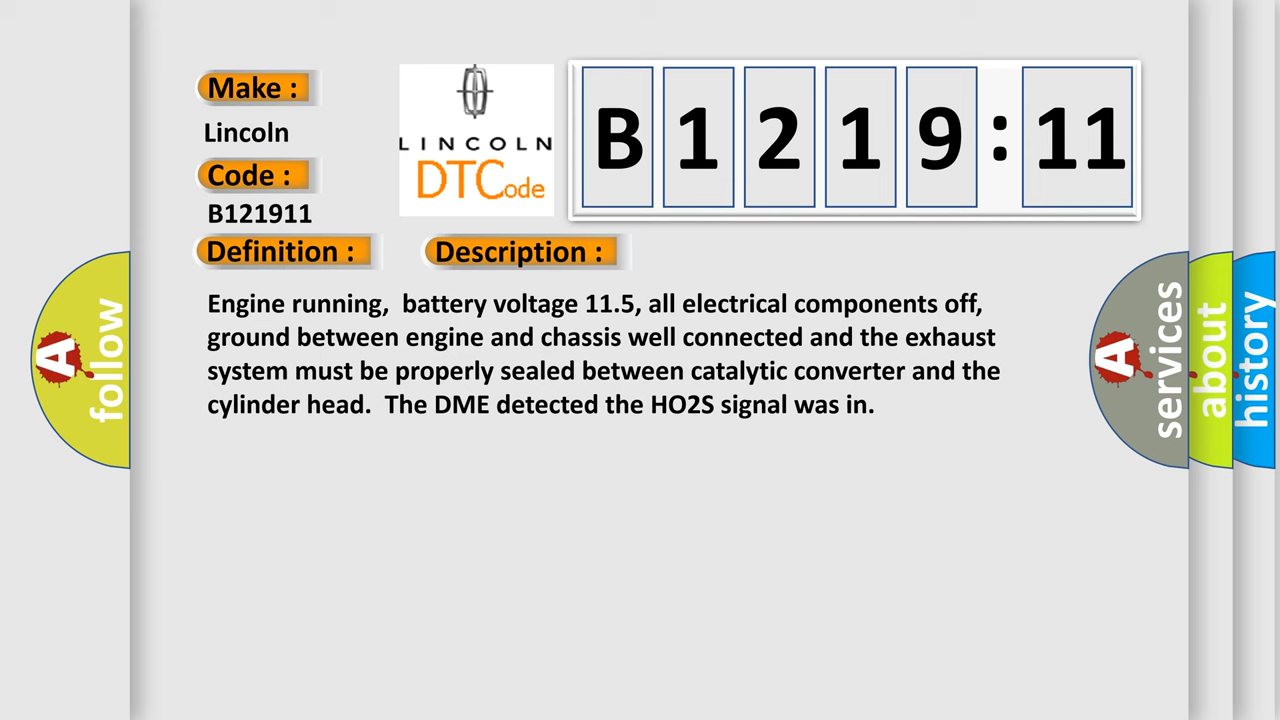 Make :
Lincoln
Code :
B121911
Definition :
Description :
LINCOLN
DTCode
B 1 2 1 9 : 11
Engine running,  battery voltage 11.5, all electrical components off,
ground between engine and chassis well connected and the exhaust
system must be properly sealed between catalytic converter and the
cylinder head  The DME detected the HO2S signal was in.
A
follow
A
services
about
history